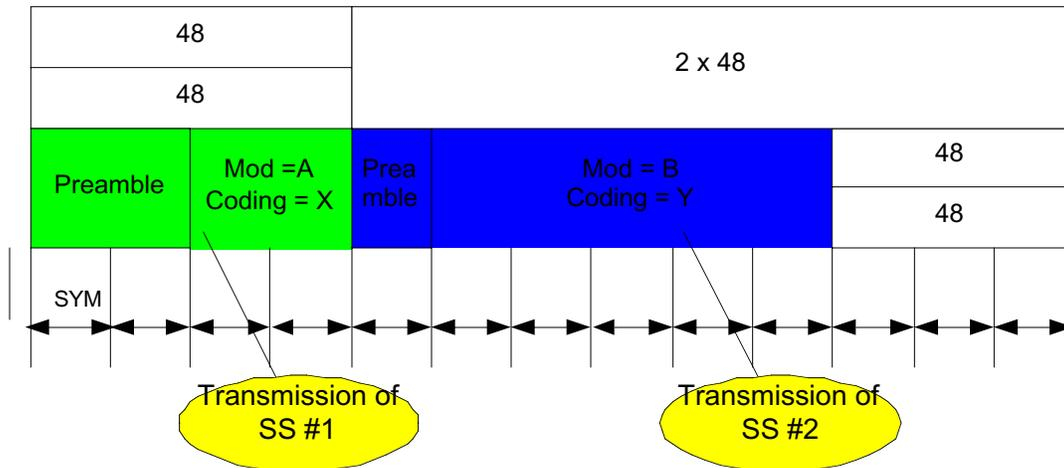 48
2 x 48
48
Preamble
Mod =A
Coding = X
Prea
mble
Mod = B
Coding = Y
48
48
SYM
Transmission of
SS #1
Transmission of
SS #2